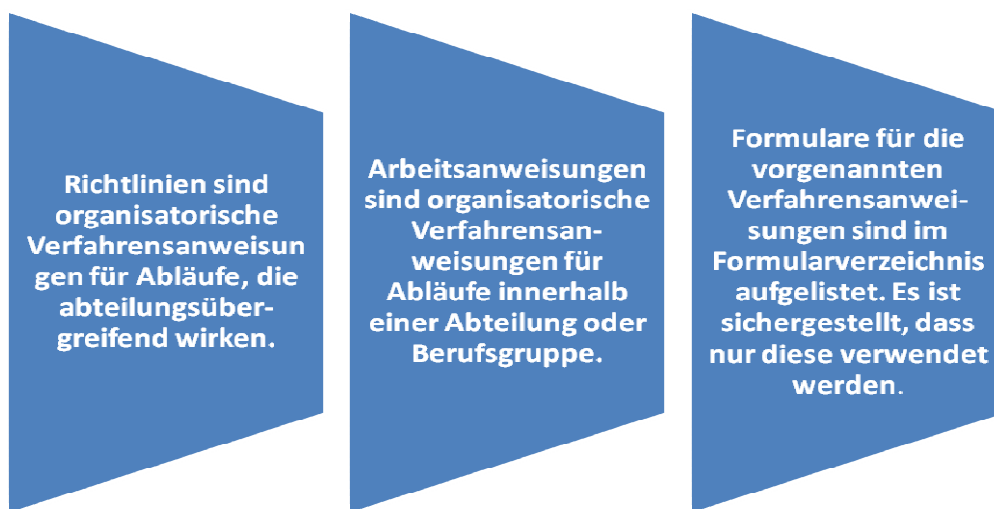 Richtlinien sind
organisatorische
Verfahrensanweisun
gen für Abläufe, die
abteilungsüber-
greifend wirken.
Arbeitsanweisungen
sind organisatorische
Verfahrensan-
weisungen für
Abläufe innerhalb
einer Abteilung oder
Berufsgruppe.
Formulare für die
vorgenannten
Verfahrensanwei-
sungen sind im
Formularverzeichnis
aufgelistet. Es ist
sichergestellt, dass
nur diese verwendet
werden.